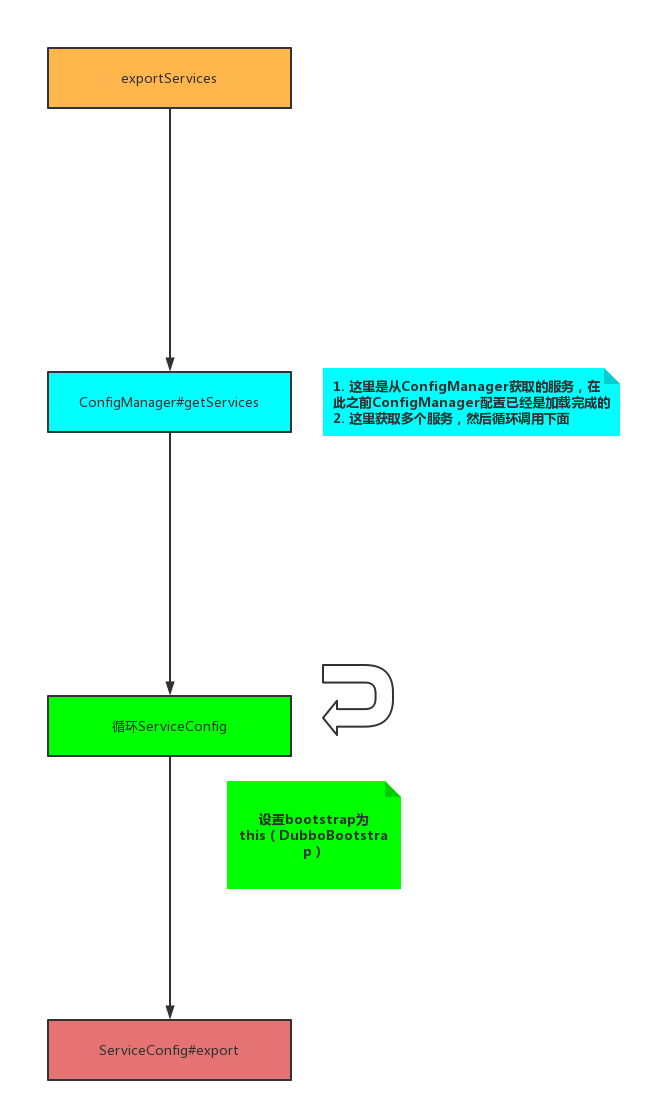 exportServices
ConfigManager#getServices
1. 这里是从ConfigManager获取的服务，在
此之前ConfigManager配置已经是加载完成的
2. 这里获取多个服务，然后循环调用下面
循环ServiceConfig
设置bootstrap为
this（DubboBootstra
p）
ServiceConfig#export